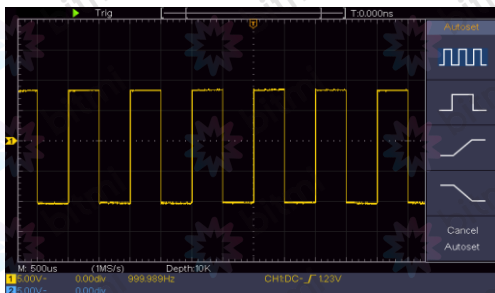 Trig T:0.000ns
T
Autoset
1
Cancel
Autoset
M: 500us (1MS/s) Depth:10K
1 5.00V~ 0.00div 999.989Hz CH1:DC- 1.23V
2 5.00V~ 0.00div